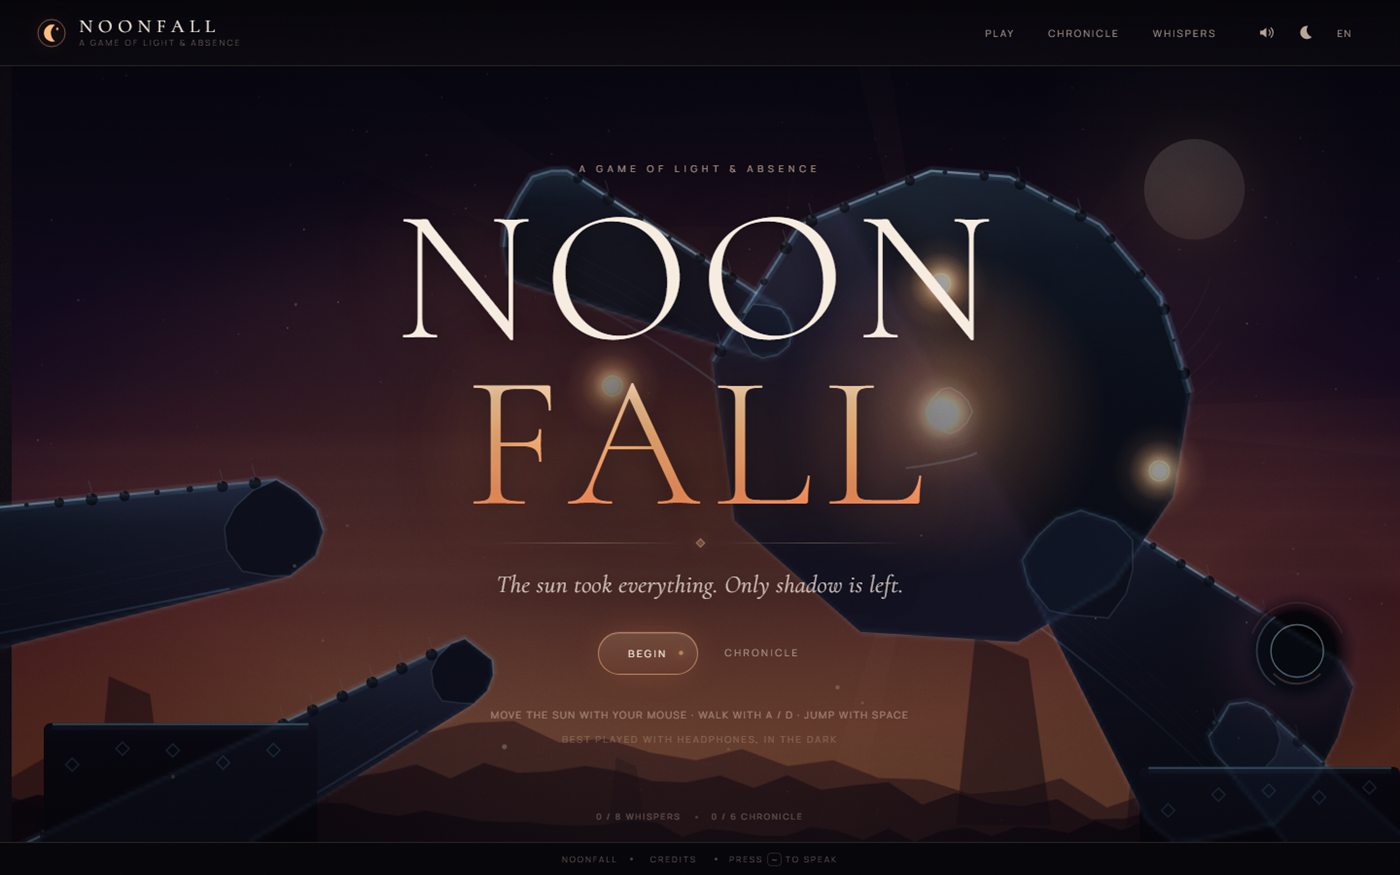 NOONFALL
A GAME OF LIGHT & ABSENCE
PLAY CHRONICLE WHISPERS EN
A GAME OF LIGHT & ABSENCE
NOON
FALL
The sun took everything. Only shadow is left.
BEGIN CHRONICLE
MOVE THE SUN WITH YOUR MOUSE · WALK WITH A / D · JUMP WITH SPACE
BEST PLAYED WITH HEADPHONES, IN THE DARK
0 / 8 WHISPERS • 0 / 6 CHRONICLE
NOONFALL • CREDITS • PRESS ~ TO SPEAK